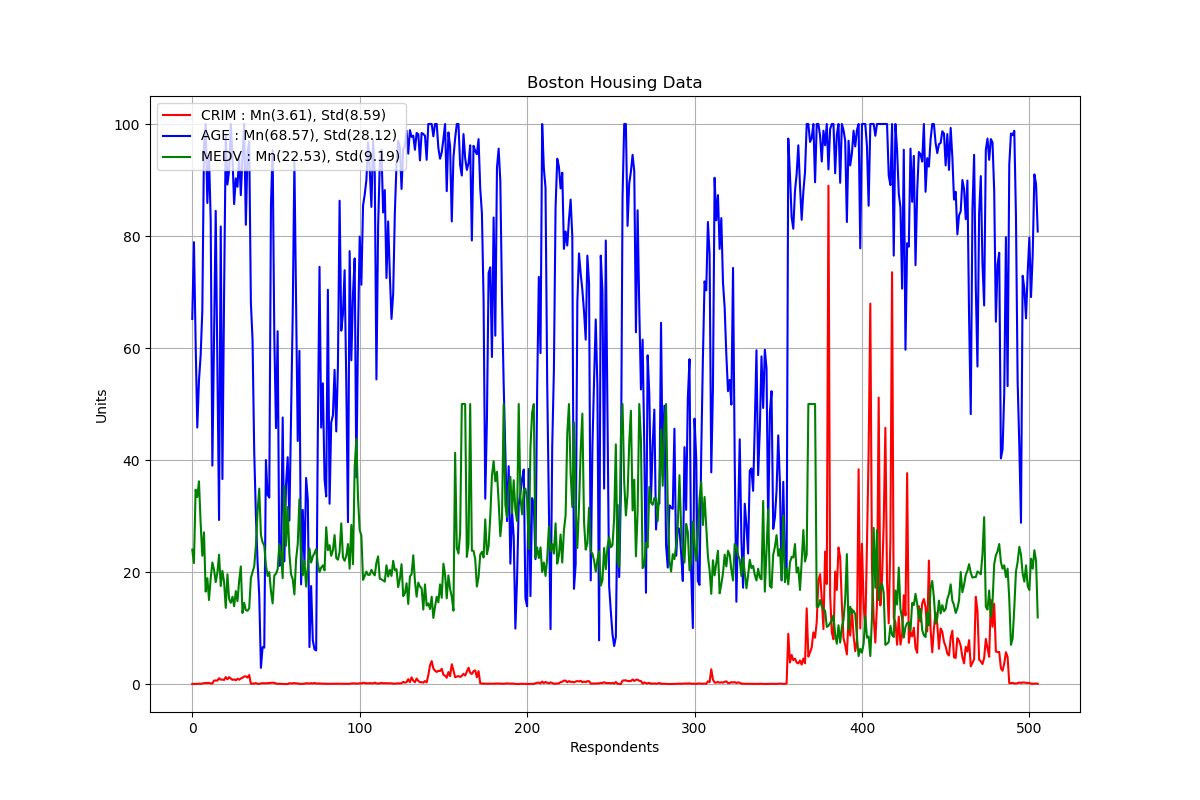 Boston Housing Data
CRIM : Mn(3.61), Std(8.59)
AGE : Mn(68.57), Std(28.12)
MEDV : Mn(22.53), Std(9.19)
100
80
60
40
20
0
Units
0 100 200 300 400 500
Respondents